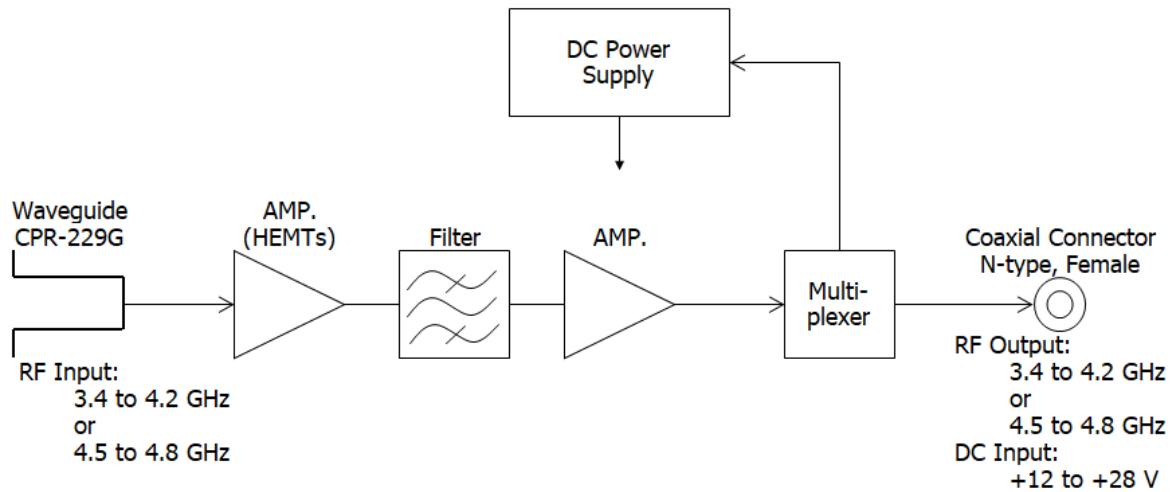 DC Power
Supply
Waveguide
CPR-229G
AMP.
(HEMTs)
Filter
AMP.
Multi-
plexer
Coaxial Connector
N-type, Female
RF Input:
3.4 to 4.2 GHz
or
4.5 to 4.8 GHz
RF Output:
3.4 to 4.2 GHz
or
4.5 to 4.8 GHz
DC Input:
+12 to +28 V